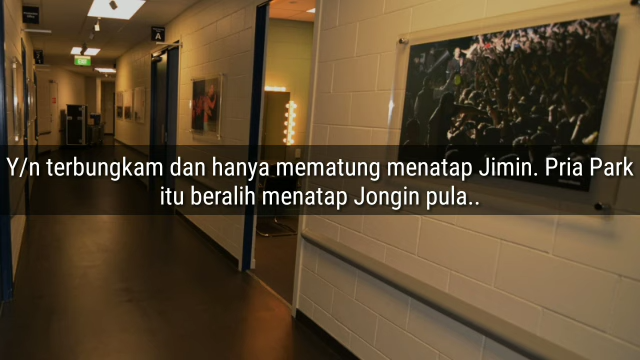 Y/n terbungkam dan hanya mematung menatap Jimin. Pria Park
itu beralih menatap Jongin pula..